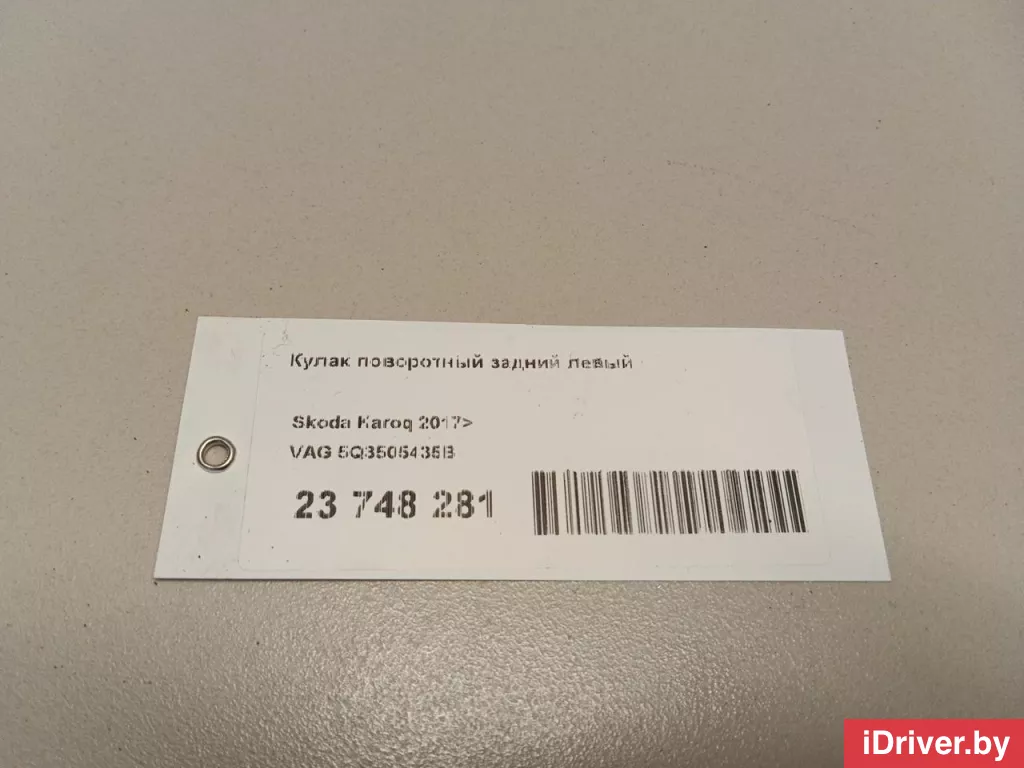 Кулак поворотный задний левый
Skoda Karoq 2017>
VAG 5Q3505435B
23 748 281
iDriver.by